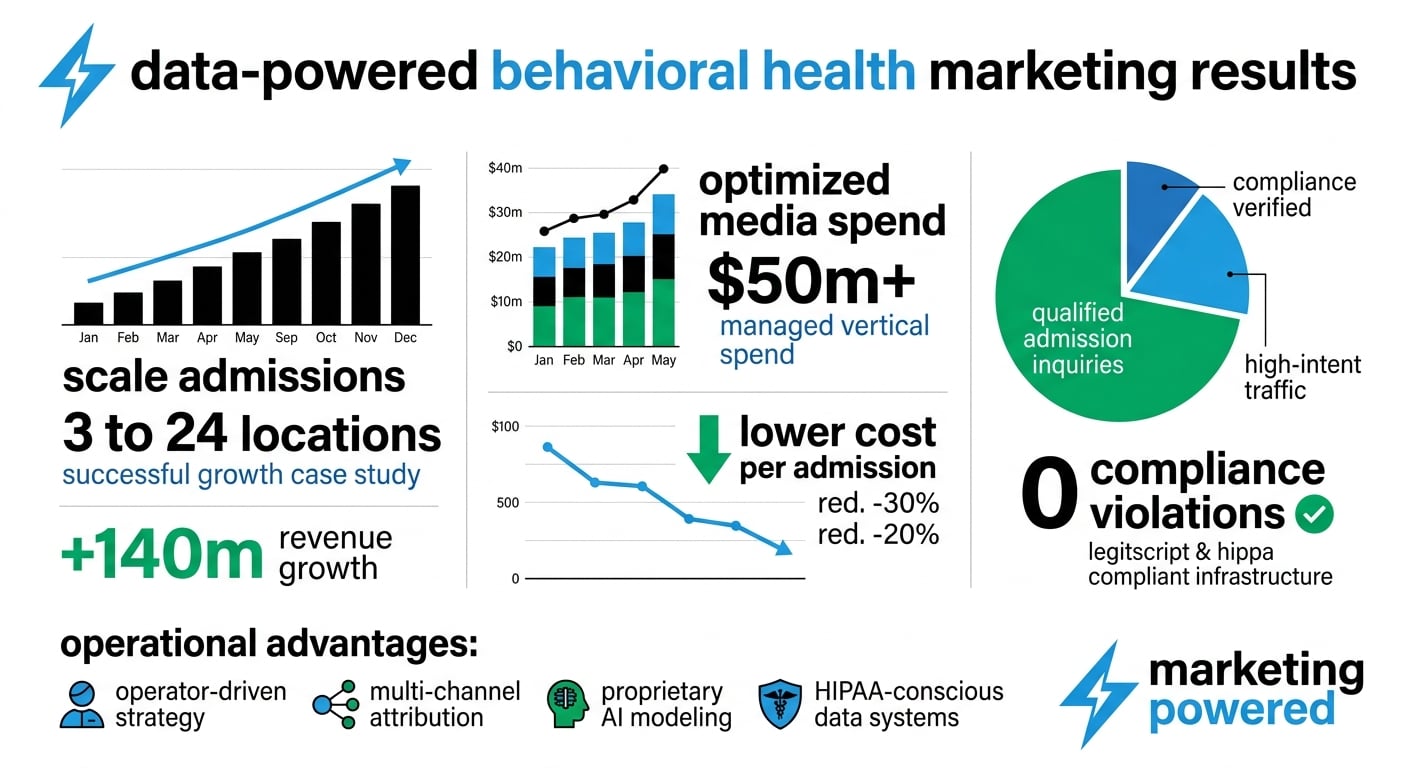 data-powered behavioral health marketing results
Jan Feb Mar Apr May Sep Oct Nov Dec
scale admissions
3 to 24 locations
successful growth case study
+140m
revenue
growth
$40m
$30m
$20m
$10m
$0
Jan Feb Mar Apr May
optimized
media spend
$50m+
managed vertical
spend
$100
500
0
lower cost
per admission
red. -30%
red. -20%
compliance
verified
qualified
admission
inquiries
high-intent
traffic
0 compliance
violations
legitscript & hippa
compliant infrastructure
operational advantages:
operator-driven
strategy
multi-channel
attribution
proprietary
AI modeling
HIPAA-conscious
data systems
marketing
powered